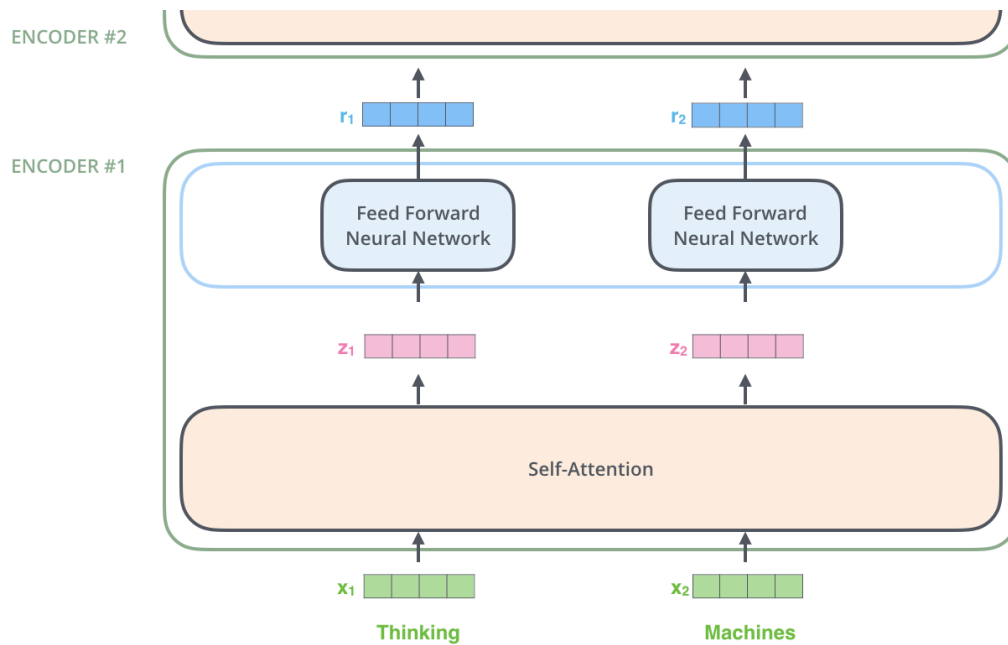 ENCODER #2
r₁
r₂
ENCODER #1
Feed Forward
Neural Network
Feed Forward
Neural Network
z₁
z₂
Self-Attention
x₁
x₂
Thinking
Machines